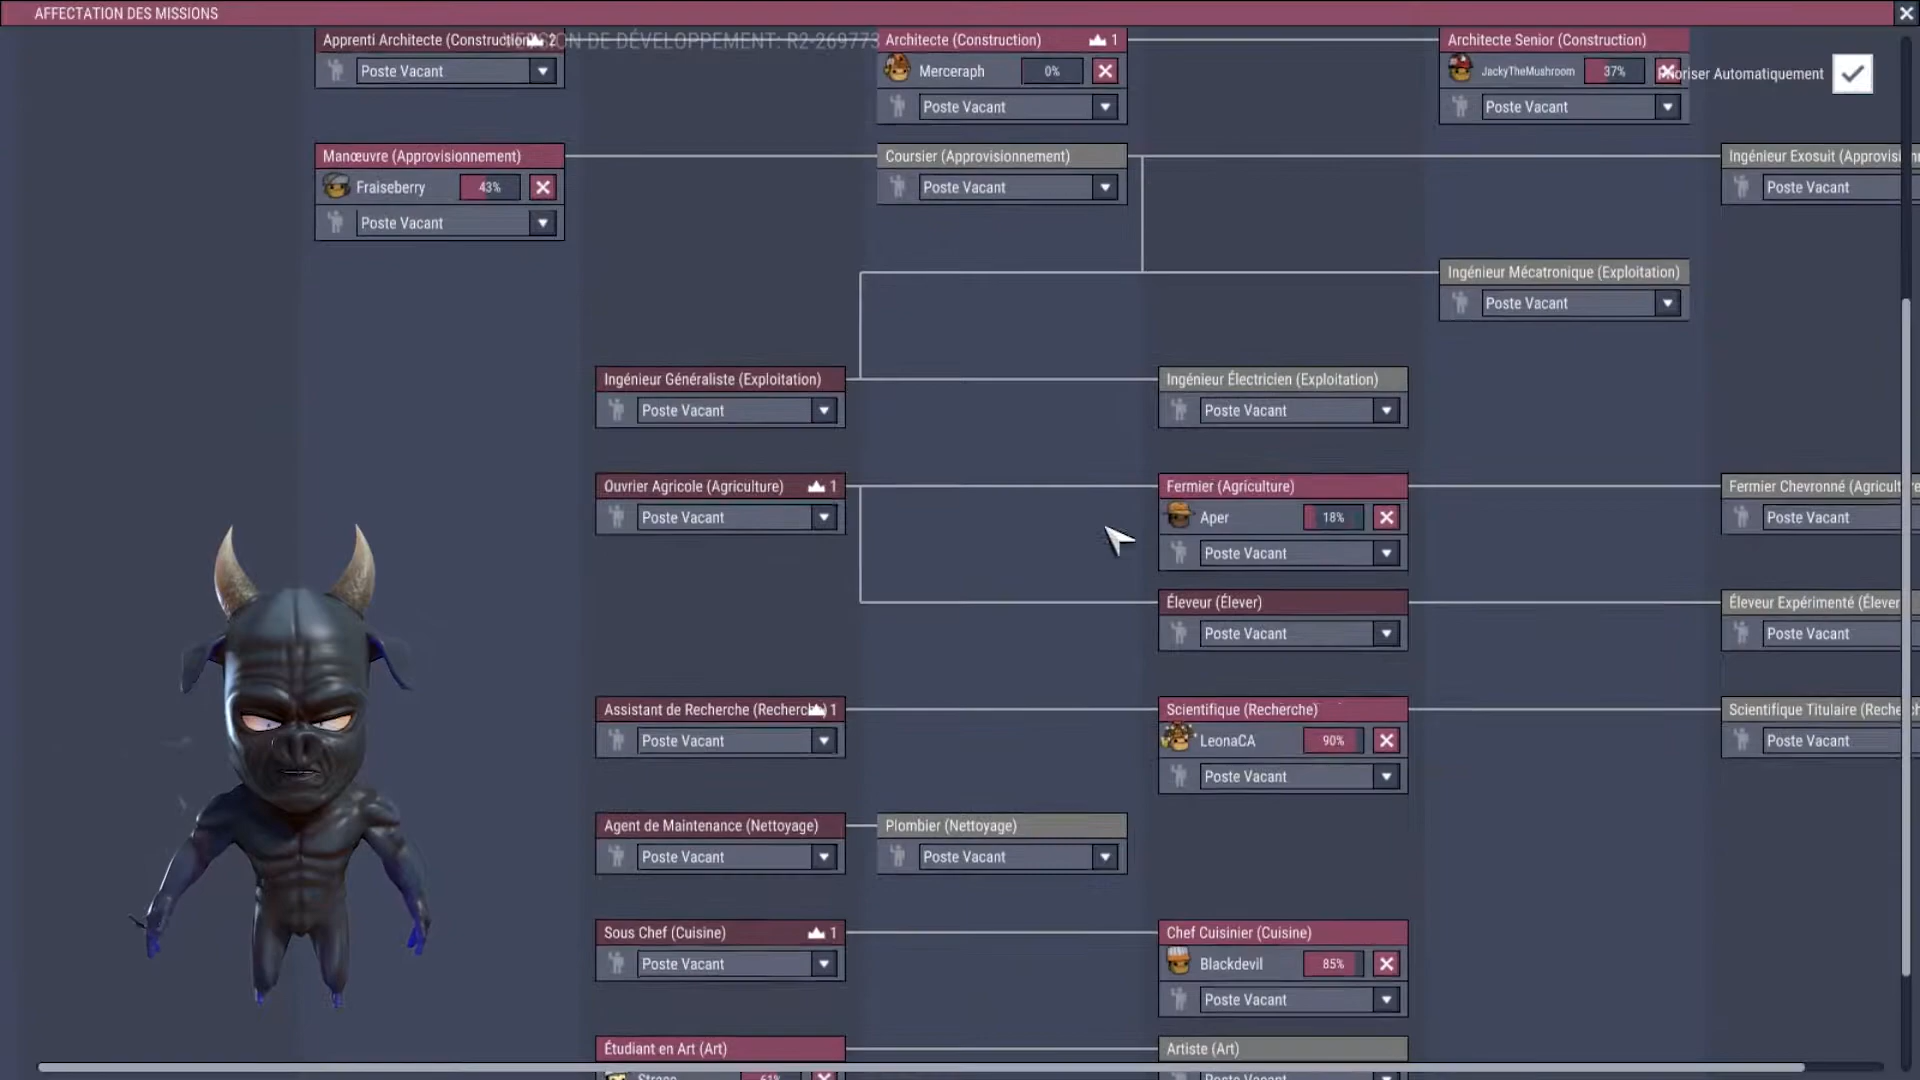 AFFECTATION DES MISSIONS
VERSION DE DÉVELOPPEMENT: R2-269773
Apprenti Architecte (Construction) 2
Architecte (Construction) 1
Architecte Senior (Construction)
Poste Vacant
Merceraph 0%
JackyTheMushroom 37%
Prioriser Automatiquement
Poste Vacant
Poste Vacant
Manœuvre (Approvisionnement)
Coursier (Approvisionnement)
Ingénieur Exosuit
Fraiseberry 43%
Poste Vacant
Poste Vacant
Poste Vacant
Ingénieur Mécatronique (Exploitation)
Poste Vacant
Ingénieur Généraliste (Exploitation)
Ingénieur Électricien (Exploitation)
Poste Vacant
Poste Vacant
Ouvrier Agricole (Agriculture) 1
Fermier (Agriculture)
Fermier Chevronné
Poste Vacant
Aper 18%
Poste Vacant
Poste Vacant
Éleveur (Élever)
Éleveur Expérimenté (Élever
Poste Vacant
Poste Vacant
Assistant de Recherche (Recherche) 1
Scientifique (Recherche)
Scientifique Titulaire
Poste Vacant
LeonaCA 90%
Poste Vacant
Poste Vacant
Agent de Maintenance (Nettoyage)
Plombier (Nettoyage)
Poste Vacant
Poste Vacant
Sous Chef (Cuisine) 1
Chef Cuisinier (Cuisine)
Poste Vacant
Blackdevil 85%
Poste Vacant
Étudiant en Art (Art)
Artiste (Art)
61%
Poste Vacant